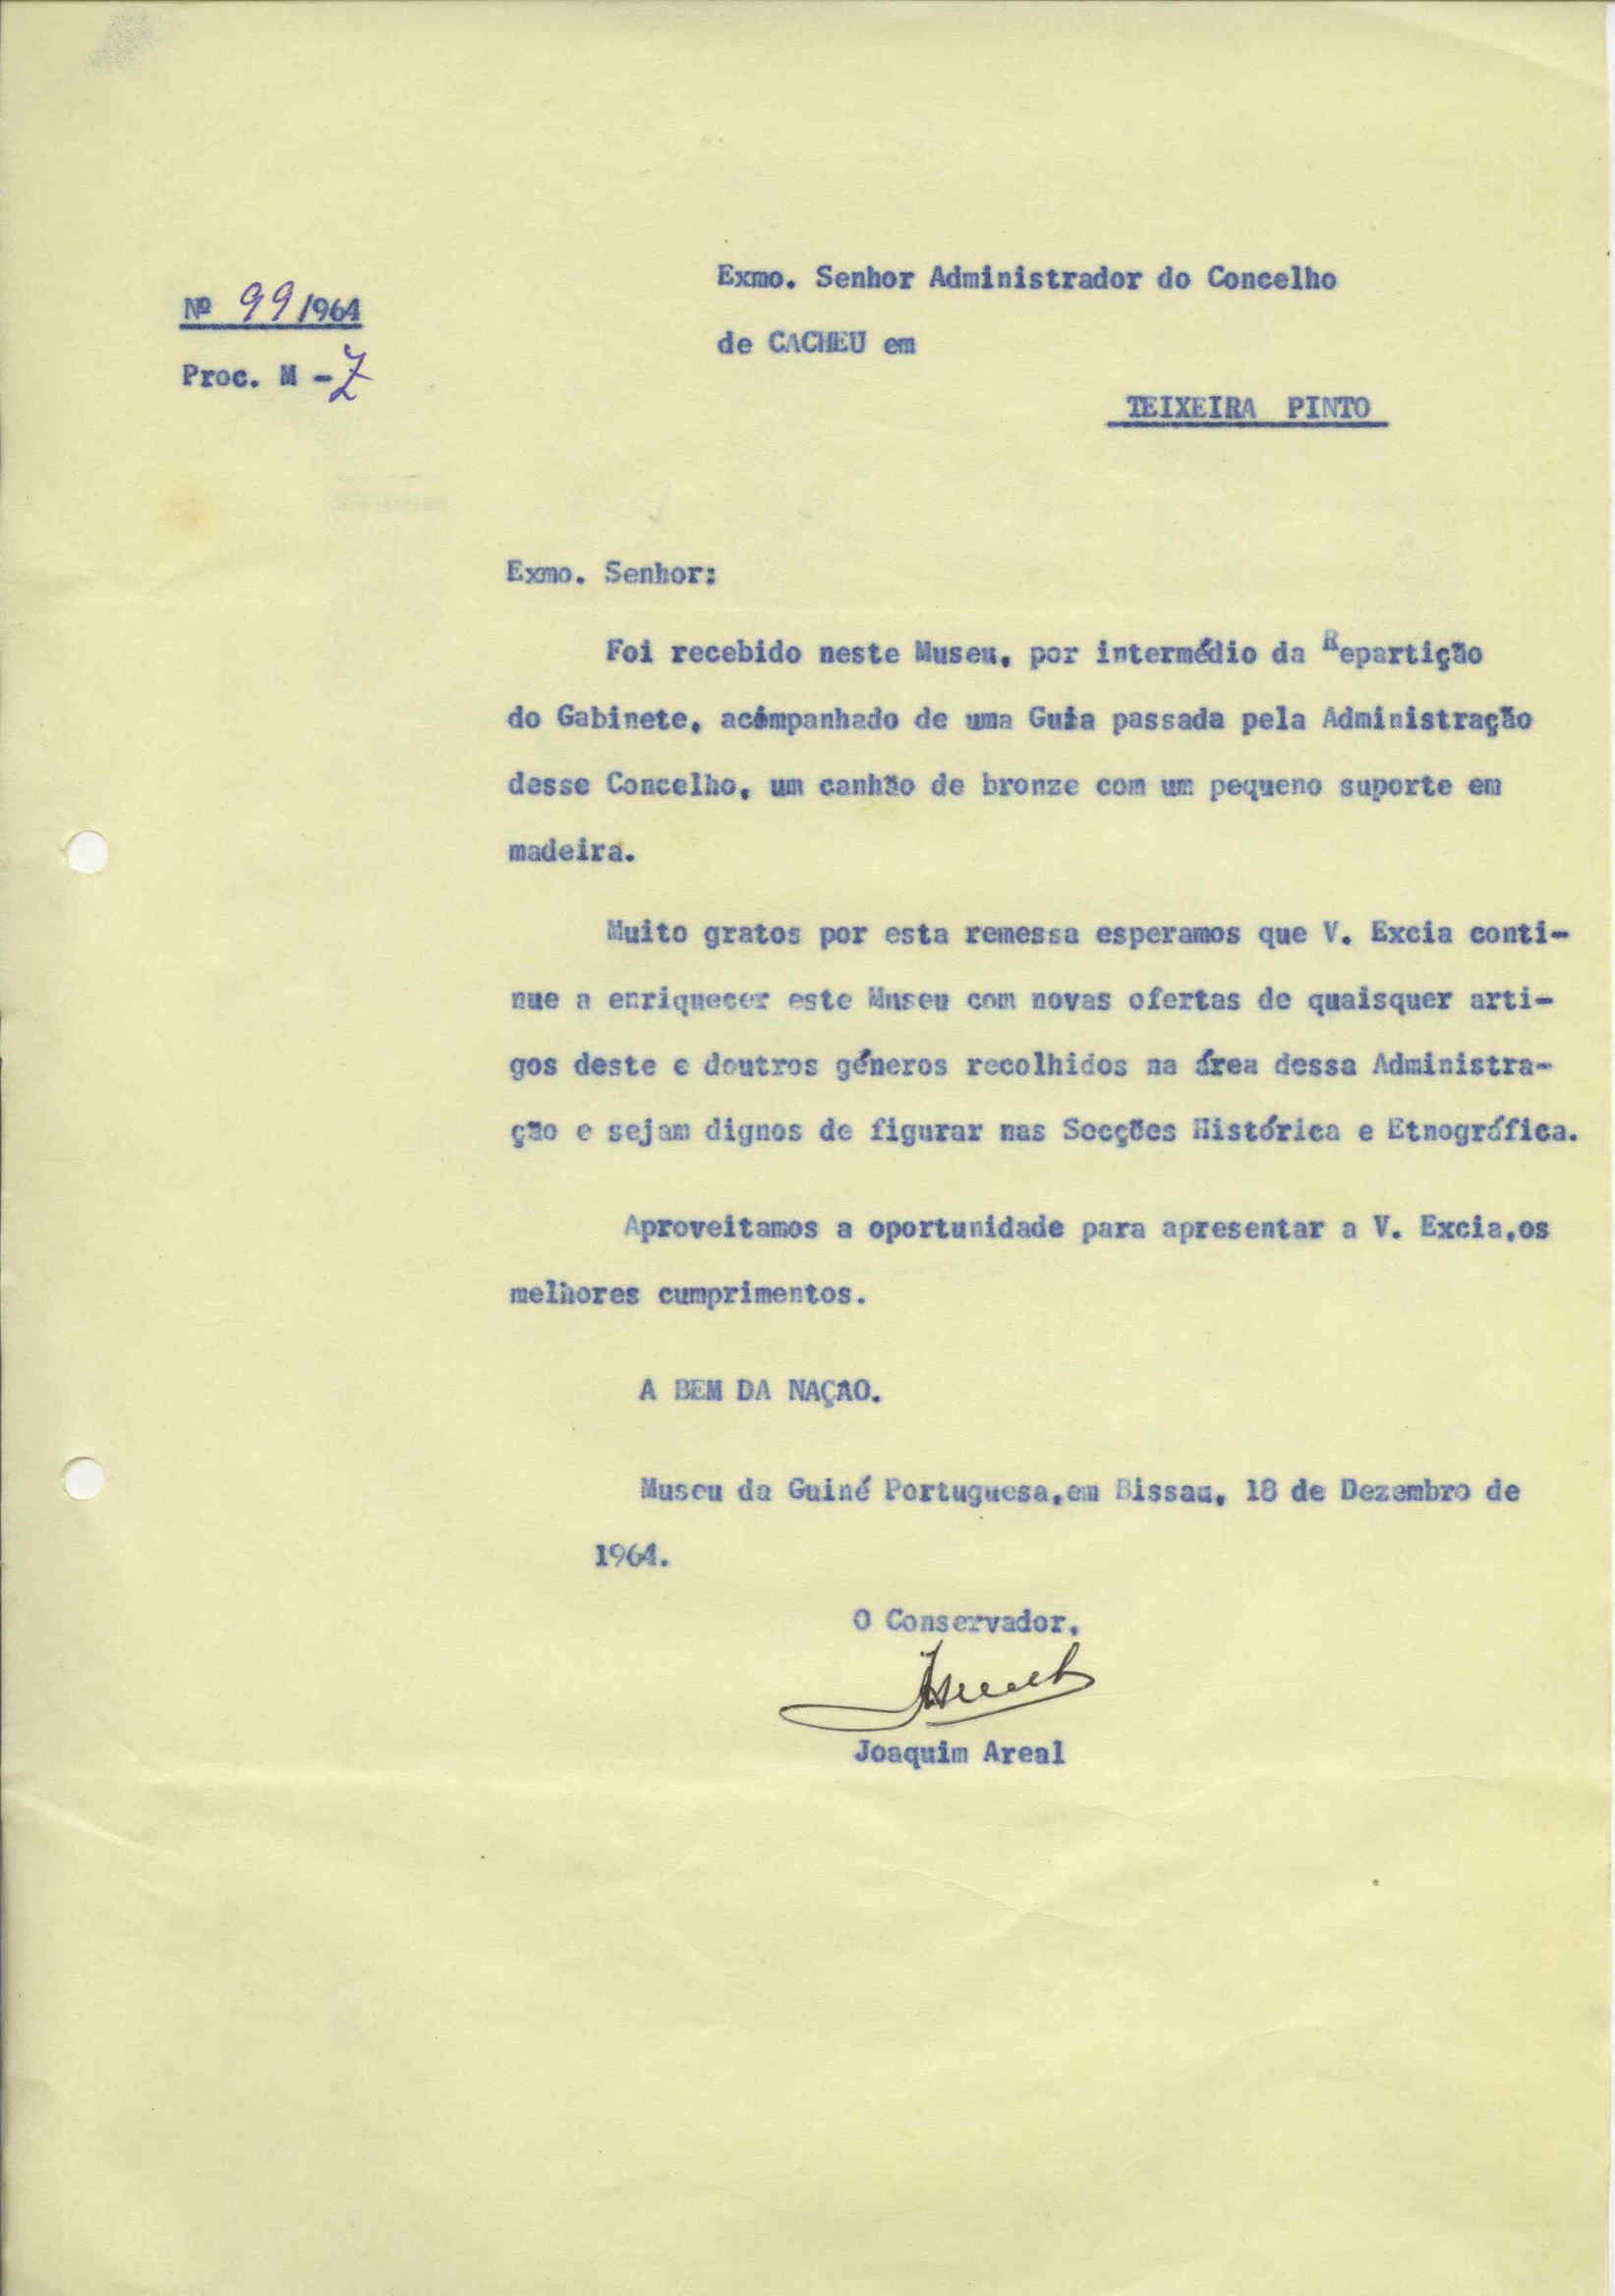 Exmo. Senhor Administrador do Concelho
Nº 99/1964
de CACHEU em
Proc. M - Z
TEIXEIRA PINTO
Exmo. Senhor:
Foi recebido neste Museu, por intermédio da Repartição
do Gabinete, acompanhado de uma Guia passada pela Administração
desse Concelho, um canhão de bronze com um pequeno suporte em
madeira.
Muito gratos por esta remessa esperamos que V. Excia conti-
nue a enriquecer este Museu com novas ofertas de quaisquer arti-
gos deste e doutros géneros recolhidos na área dessa Administra-
ção e sejam dignos de figurar nas Secções Histórica e Etnográfica.
Aproveitamos a oportunidade para apresentar a V. Excia,os
melhores cumprimentos.
A BEM DA NAÇÃO.
Museu da Guiné Portuguesa,em Bissau, 18 de Dezembro de
1964.
O Conservador,
Joaquim Areal